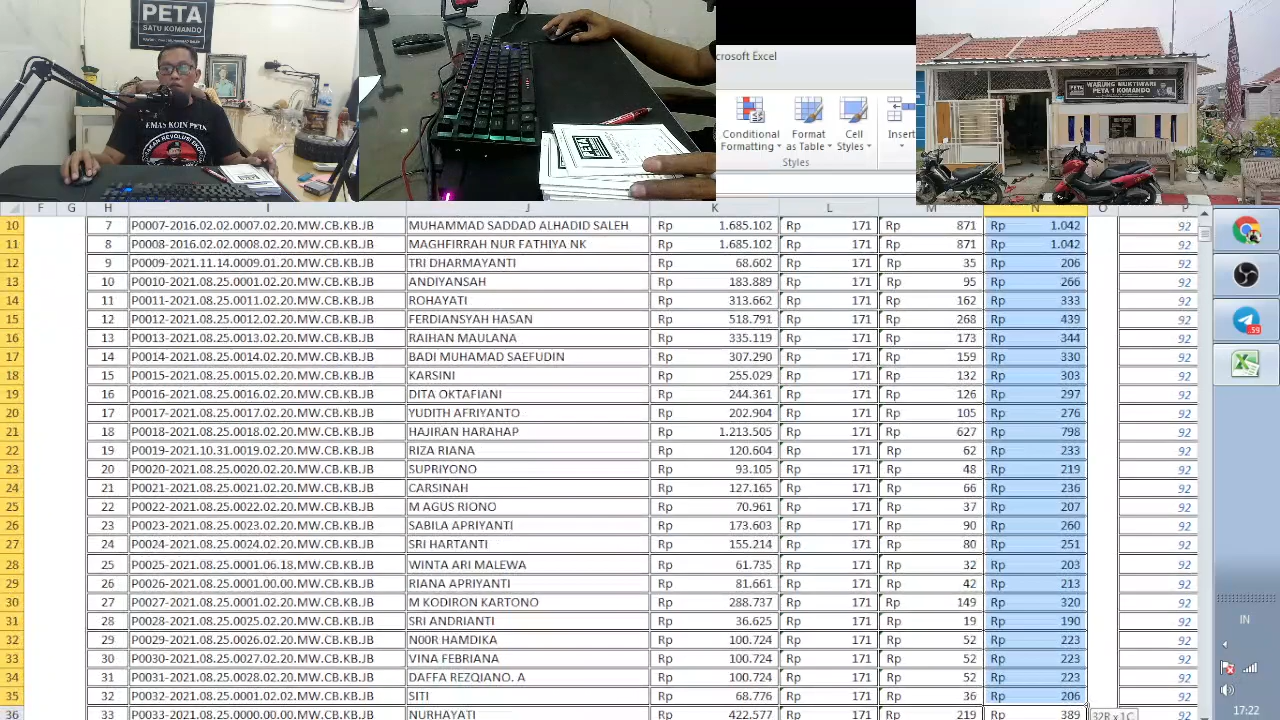 PETA
SATU KOMANDO
EMAS KOIN PETA
PETA
crosoft Excel
Conditional Formatting
Format as Table
Cell Styles
Insert
Styles
PETA
WARUNG MUKTIWARI
PETA 1 KOMANDO
F G H I J K L M N O P
10 7 P0007-2016.02.02.0007.02.20.MW.CB.KB.JB MUHAMMAD SADDAD ALHADID SALEH Rp 1.685.102 Rp 171 Rp 871 Rp 1.042 92
11 8 P0008-2016.02.02.0008.02.20.MW.CB.KB.JB MAGHFIRRAH NUR FATHIYA NK Rp 1.685.102 Rp 171 Rp 871 Rp 1.042 92
12 9 P0009-2021.11.14.0009.01.20.MW.CB.KB.JB TRI DHARMAYANTI Rp 68.602 Rp 171 Rp 35 Rp 206 92
13 10 P0010-2021.08.25.0001.02.20.MW.CB.KB.JB ANDIYANSAH Rp 183.889 Rp 171 Rp 95 Rp 266 92
14 11 P0011-2021.08.25.0011.02.20.MW.CB.KB.JB ROHAYATI Rp 313.662 Rp 171 Rp 162 Rp 333 92
15 12 P0012-2021.08.25.0012.02.20.MW.CB.KB.JB FERDIANSYAH HASAN Rp 518.791 Rp 171 Rp 268 Rp 439 92
16 13 P0013-2021.08.25.0013.02.20.MW.CB.KB.JB RAIHAN MAULANA Rp 335.119 Rp 171 Rp 173 Rp 344 92
17 14 P0014-2021.08.25.0014.02.20.MW.CB.KB.JB BADI MUHAMAD SAEFUDIN Rp 307.290 Rp 171 Rp 159 Rp 330 92
18 15 P0015-2021.08.25.0015.02.20.MW.CB.KB.JB KARSINI Rp 255.029 Rp 171 Rp 132 Rp 303 92
19 16 P0016-2021.08.25.0016.02.20.MW.CB.KB.JB DITA OKTAFIANI Rp 244.361 Rp 171 Rp 126 Rp 297 92
20 17 P0017-2021.08.25.0017.02.20.MW.CB.KB.JB YUDITH AFRIYANTO Rp 202.904 Rp 171 Rp 105 Rp 276 92
21 18 P0018-2021.08.25.0018.02.20.MW.CB.KB.JB HAJIRAN HARAHAP Rp 1.213.505 Rp 171 Rp 627 Rp 798 92
22 19 P0019-2021.10.31.0019.02.20.MW.CB.KB.JB RIZA RIANA Rp 120.604 Rp 171 Rp 62 Rp 233 92
23 20 P0020-2021.08.25.0020.02.20.MW.CB.KB.JB SUPRIYONO Rp 93.105 Rp 171 Rp 48 Rp 219 92
24 21 P0021-2021.08.25.0021.02.20.MW.CB.KB.JB CARSINAH Rp 127.165 Rp 171 Rp 66 Rp 236 92
25 22 P0022-2021.08.25.0022.02.20.MW.CB.KB.JB M AGUS RIONO Rp 70.961 Rp 171 Rp 37 Rp 207 92
26 23 P0023-2021.08.25.0023.02.20.MW.CB.KB.JB SABILA APRIYANTI Rp 173.603 Rp 171 Rp 90 Rp 260 92
27 24 P0024-2021.08.25.0024.02.20.MW.CB.KB.JB SRI HARTANTI Rp 155.214 Rp 171 Rp 80 Rp 251 92
28 25 P0025-2021.08.25.0001.06.18.MW.CB.KB.JB WINTA ARI MALEWA Rp 61.735 Rp 171 Rp 32 Rp 203 92
29 26 P0026-2021.08.25.0001.00.00.MW.CB.KB.JB RIANA APRIYANTI Rp 81.661 Rp 171 Rp 42 Rp 213 92
30 27 P0027-2021.08.25.0001.02.20.MW.CB.KB.JB M KODIRON KARTONO Rp 288.737 Rp 171 Rp 149 Rp 320 92
31 28 P0028-2021.08.25.0025.02.20.MW.CB.KB.JB SRI ANDRIANTI Rp 36.625 Rp 171 Rp 19 Rp 190 92
32 29 P0029-2021.08.25.0026.02.20.MW.CB.KB.JB N00R HAMDIKA Rp 100.724 Rp 171 Rp 52 Rp 223 92
33 30 P0030-2021.08.25.0027.02.20.MW.CB.KB.JB VINA FEBRIANA Rp 100.724 Rp 171 Rp 52 Rp 223 92
34 31 P0031-2021.08.25.0028.02.20.MW.CB.KB.JB DAFFA REZQIANO. A Rp 100.724 Rp 171 Rp 52 Rp 223 92
35 32 P0032-2021.08.25.0001.02.02.MW.CB.KB.JB SITI Rp 68.776 Rp 171 Rp 36 Rp 206 92
36 33 P0033-2021.08.25.0001.02.20.MW.CB.KB.JB NURHAYATI Rp 422.577 Rp 171 Rp 219 Rp 389 92
32R x 1C
59
IN
17:22